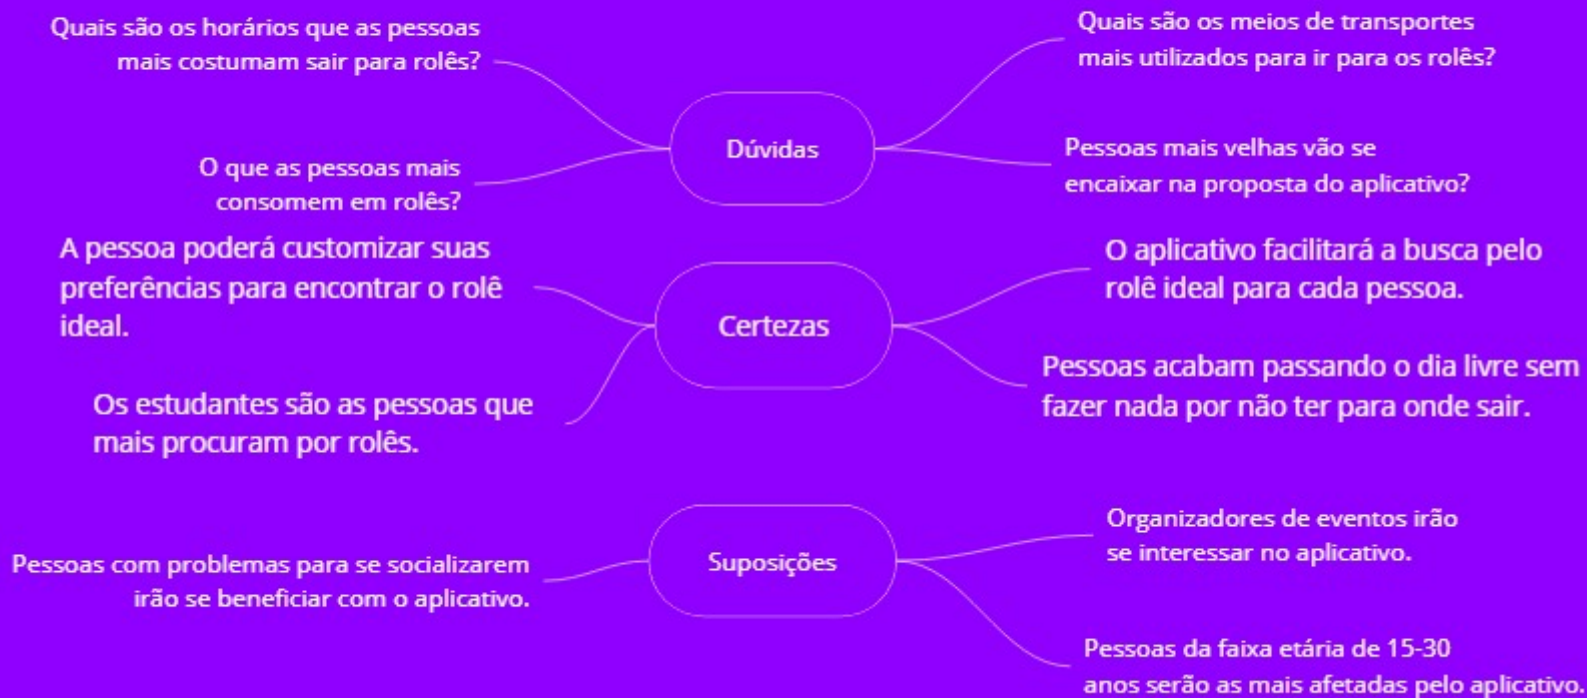 Quais são os horários que as pessoas
mais costumam sair para rolês?
O que as pessoas mais
consomem em rolês?
Dúvidas
Quais são os meios de transportes
mais utilizados para ir para os rolês?
Pessoas mais velhas vão se
encaixar na proposta do aplicativo?
A pessoa poderá customizar suas
preferências para encontrar o rolê
ideal.
Os estudantes são as pessoas que
mais procuram por rolês.
Certezas
O aplicativo facilitará a busca pelo
rolê ideal para cada pessoa.
Pessoas acabam passando o dia livre sem
fazer nada por não ter para onde sair.
Pessoas com problemas para se socializarem
irão se beneficiar com o aplicativo.
Suposições
Organizadores de eventos irão
se interessar no aplicativo.
Pessoas da faixa etária de 15-30
anos serão as mais afetadas pelo aplicativo.